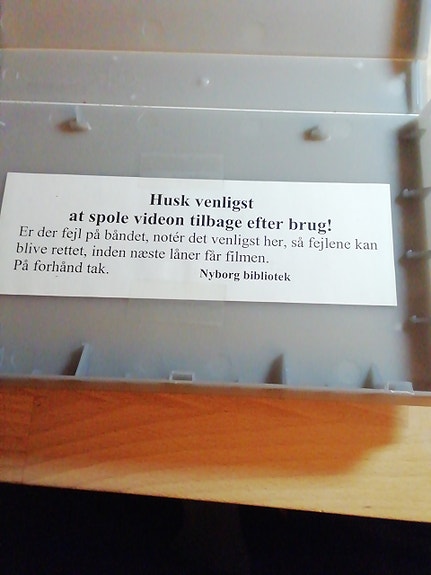 Husk venligst
at spole videon tilbage efter brug!
Er der fejl på båndet, notér det venligst her, så fejlene kan
blive rettet, inden næste låner får filmen.
På forhånd tak. Nyborg bibliotek